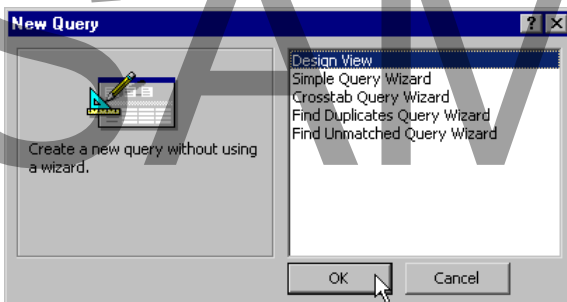 New Query
Design View
Simple Query Wizard
Crosstab Query Wizard
Find Duplicates Query Wizard
Find Unmatched Query Wizard
Create a new query without using
a wizard.
OK
Cancel